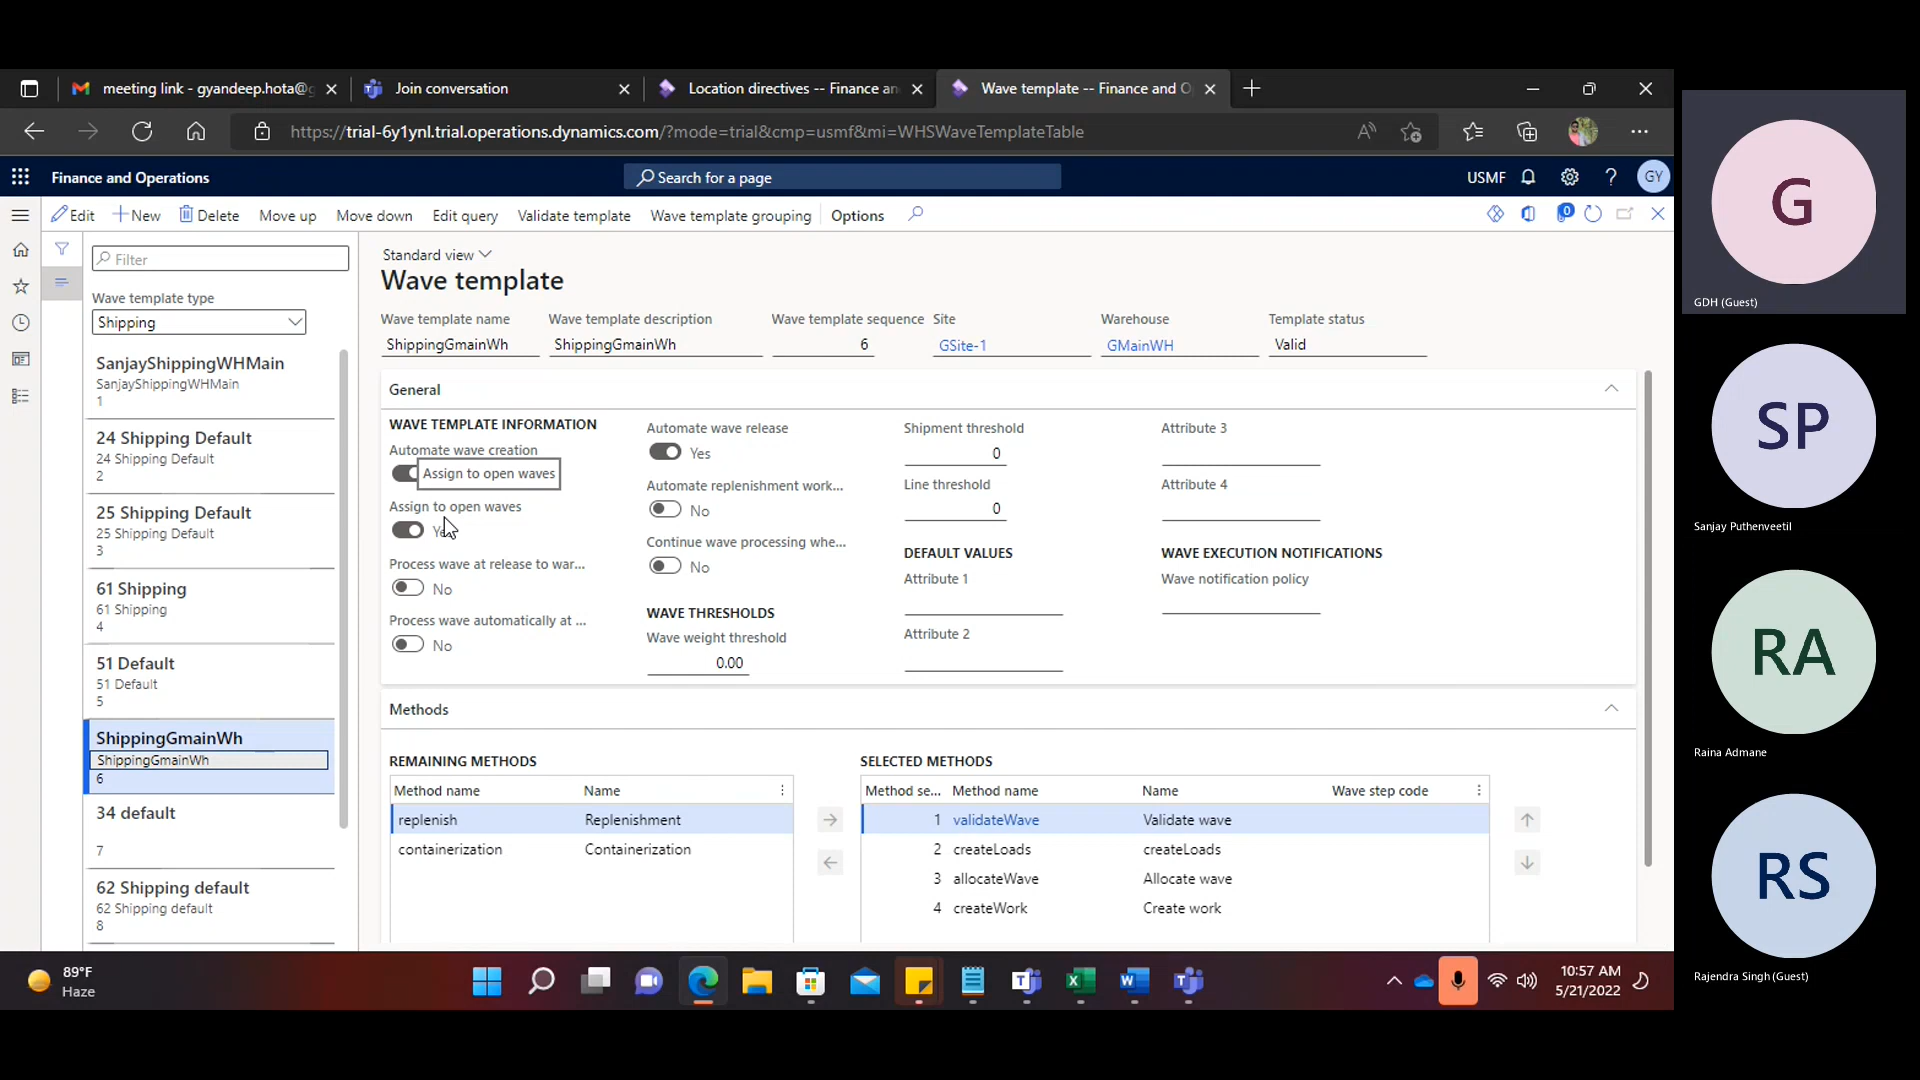 meeting link - gyandeep.hota@g
Join conversation
Location directives -- Finance an
Wave template -- Finance and O
https://trial-6y1ynl.trial.operations.dynamics.com/?mode=trial&cmp=usmf&mi=WHSWaveTemplateTable
Finance and Operations
Search for a page
USMF
GY
Edit
New
Delete
Move up
Move down
Edit query
Validate template
Wave template grouping
Options
0
Filter
Wave template type
Shipping
SanjayShippingWHMain
SanjayShippingWHMain
1
24 Shipping Default
24 Shipping Default
2
25 Shipping Default
25 Shipping Default
3
61 Shipping
61 Shipping
4
51 Default
51 Default
5
ShippingGmainWh
ShippingGmainWh
6
34 default
7
62 Shipping default
62 Shipping default
8
Standard view
Wave template
Wave template name
ShippingGmainWh
Wave template description
ShippingGmainWh
Wave template sequence
6
Site
GSite-1
Warehouse
GMainWH
Template status
Valid
General
WAVE TEMPLATE INFORMATION
Automate wave creation
Assign to open waves
Assign to open waves
Process wave at release to war...
No
Process wave automatically at ...
No
Automate wave release
Yes
Automate replenishment work...
No
Continue wave processing whe...
No
WAVE THRESHOLDS
Wave weight threshold
0.00
Shipment threshold
0
Line threshold
0
DEFAULT VALUES
Attribute 1
Attribute 2
Attribute 3
Attribute 4
WAVE EXECUTION NOTIFICATIONS
Wave notification policy
Methods
REMAINING METHODS
Method name Name
replenish Replenishment
containerization Containerization
SELECTED METHODS
Method se... Method name Name Wave step code
1 validateWave Validate wave
2 createLoads createLoads
3 allocateWave Allocate wave
4 createWork Create work
89°F
Haze
10:57 AM
5/21/2022
G
GDH (Guest)
SP
Sanjay Puthenveetil
RA
Raina Admane
RS
Rajendra Singh (Guest)